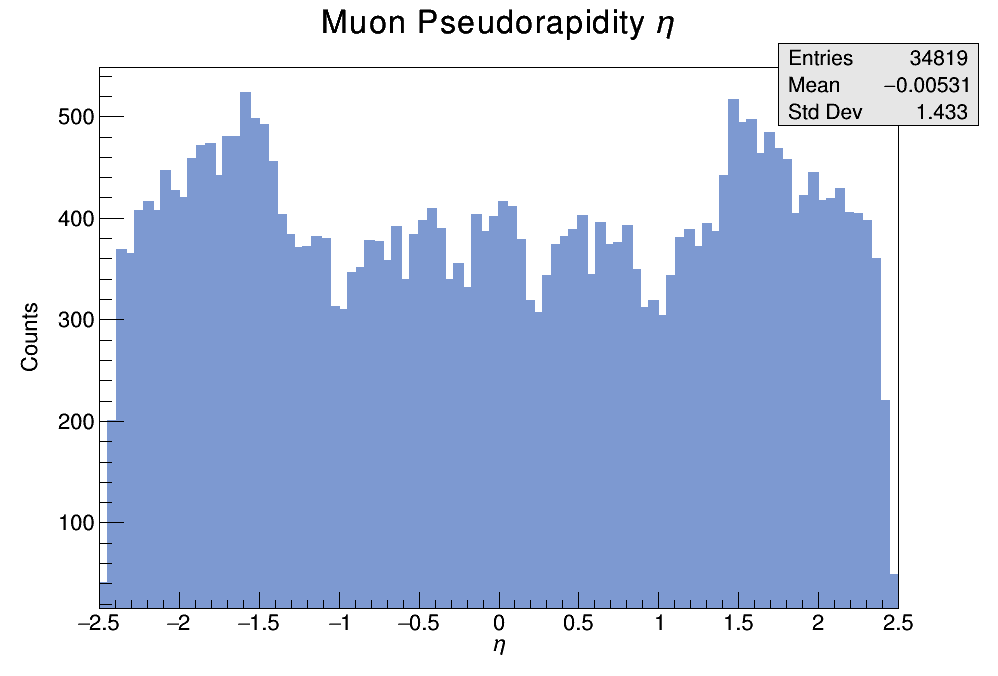 Muon Pseudorapidity η
Entries 34819
Mean −0.00531
Std Dev 1.433
500
400
300
200
100
Counts
−2.5 −2 −1.5 −1 −0.5 0 0.5 1 1.5 2 2.5
η